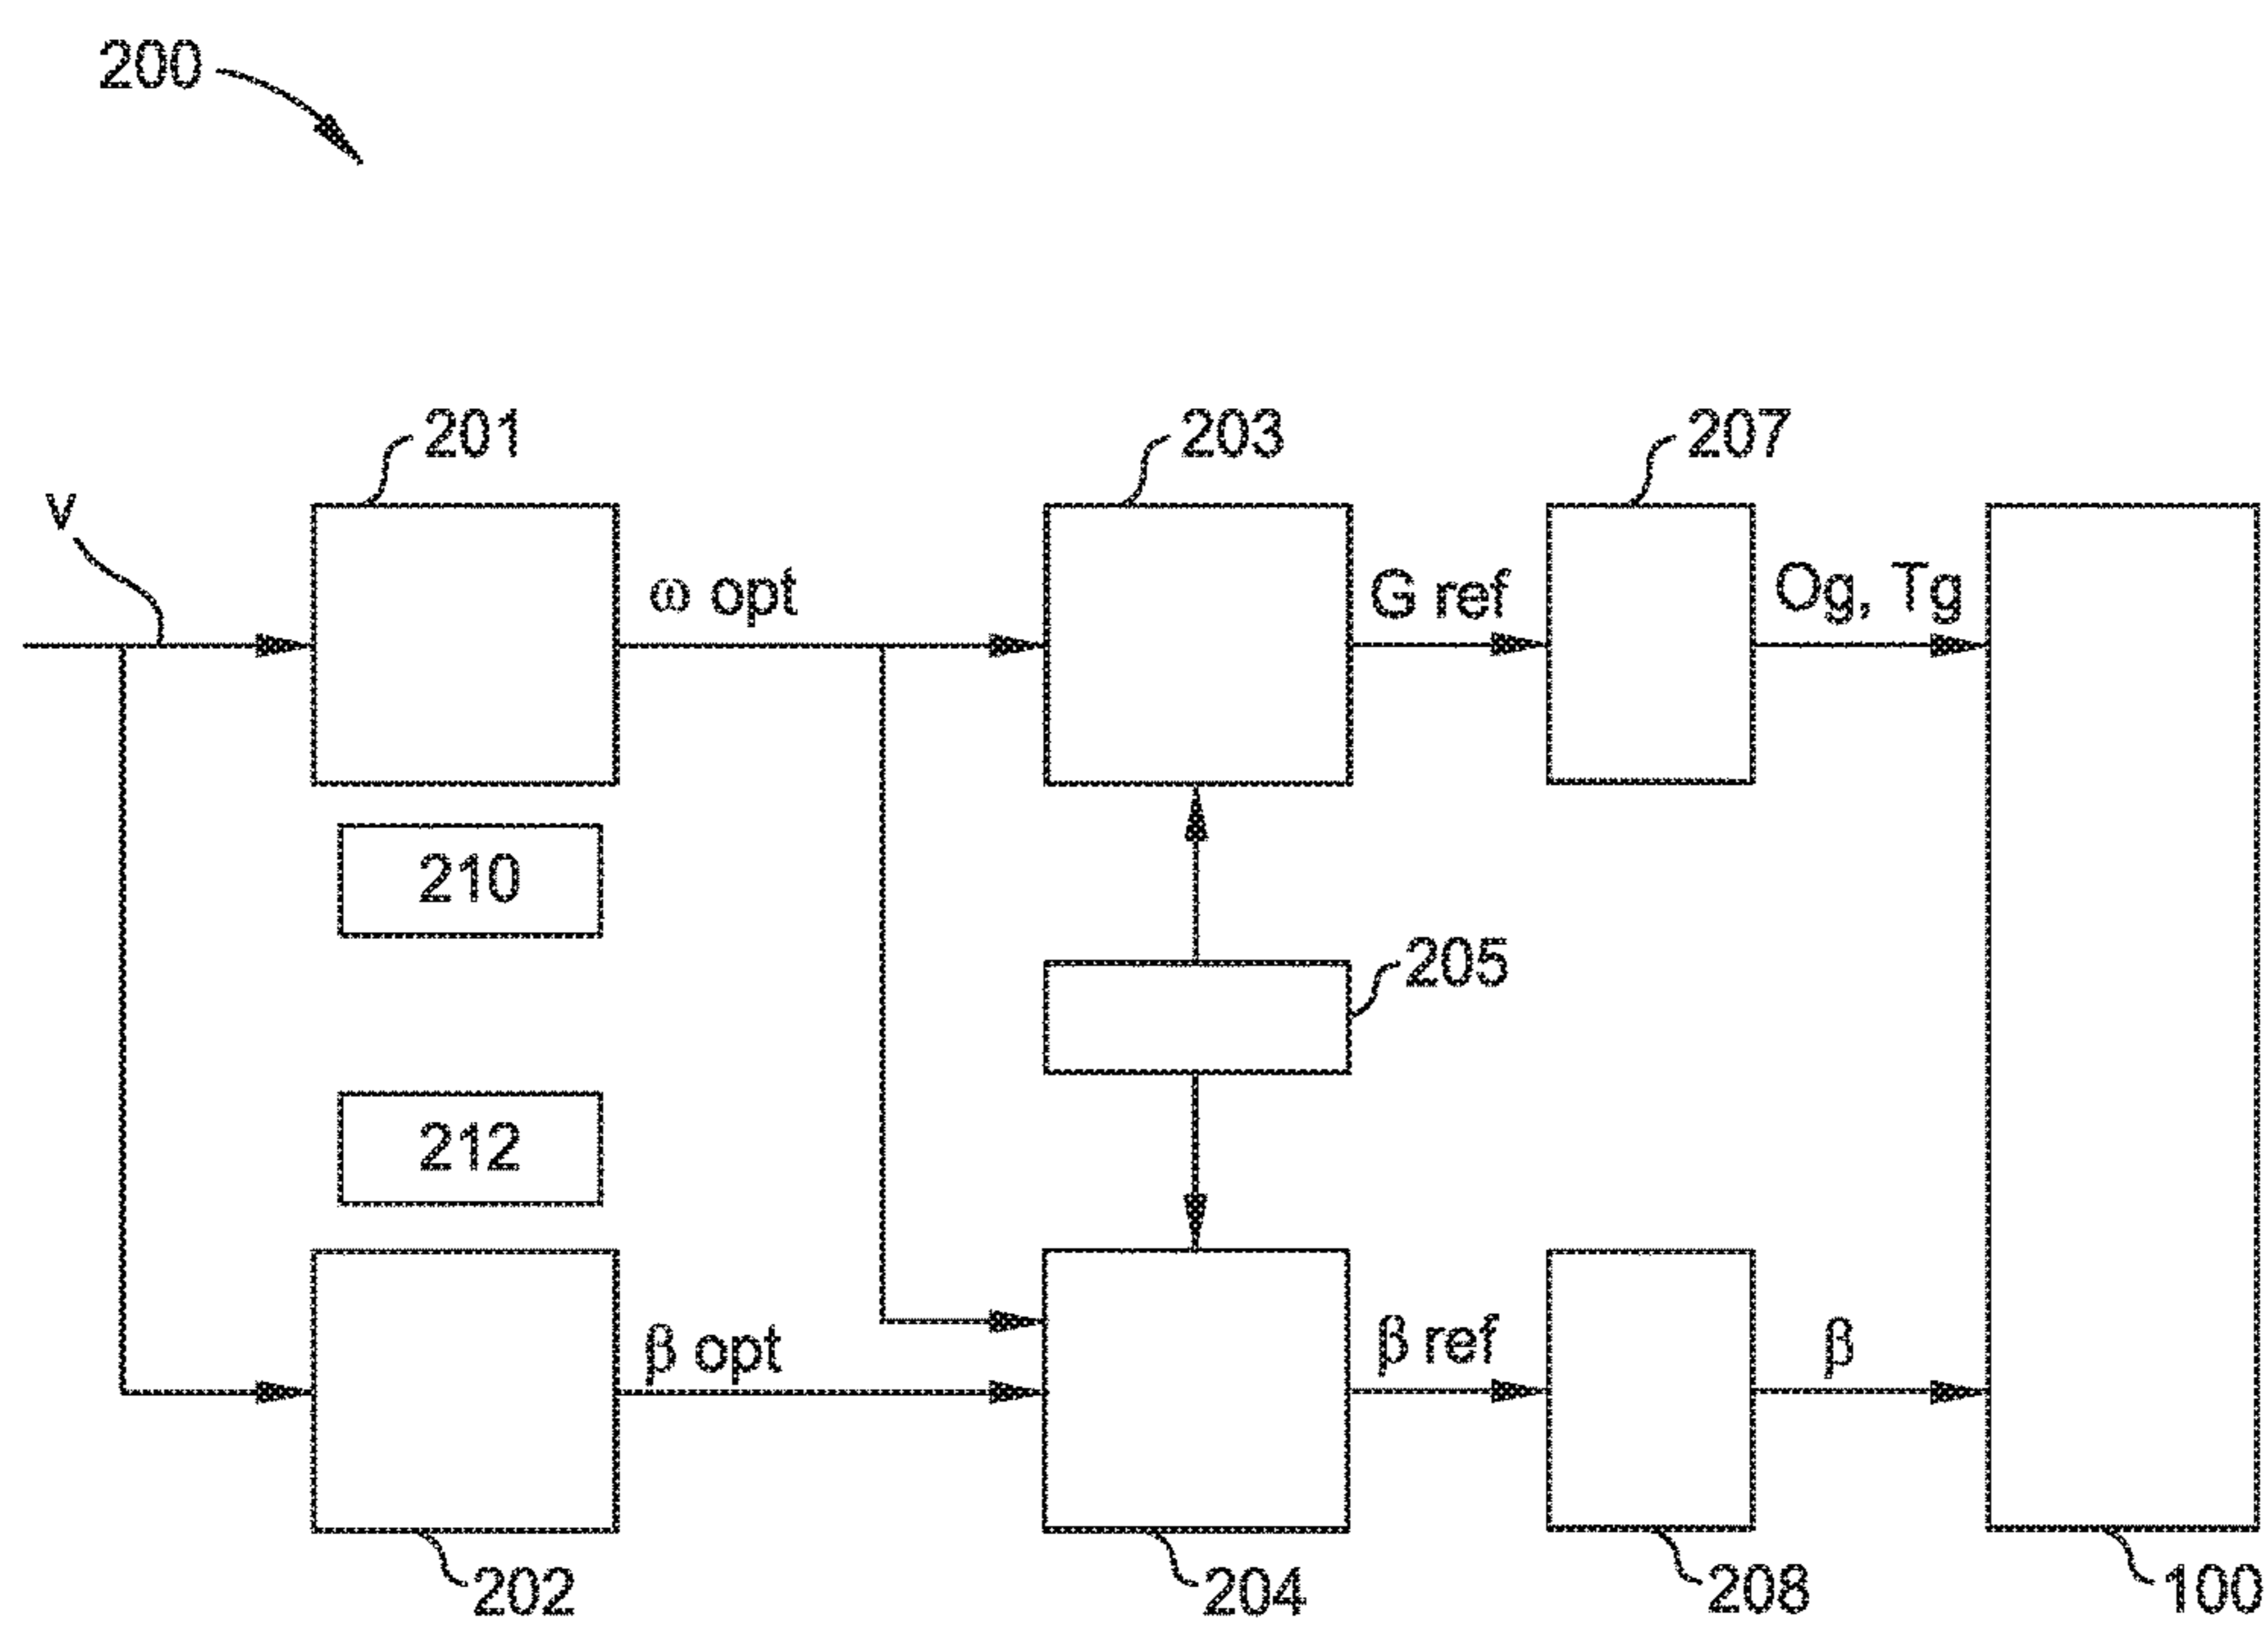 200
201
203
207
v
ω opt
G ref
Og, Tg
210
205
212
β opt
β ref
β
202
204
208
100